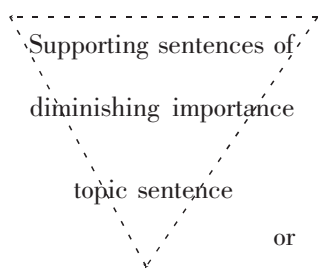 Supporting sentences of
diminishing importance
topic sentence
or